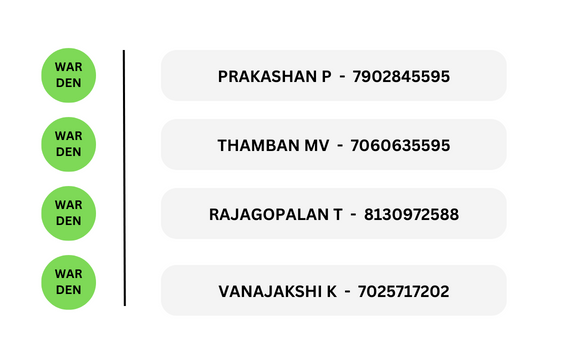 WAR
DEN
PRAKASHAN P - 7902845595
WAR
DEN
THAMBAN MV - 7060635595
WAR
DEN
RAJAGOPALAN T - 8130972588
WAR
DEN
VANAJAKSHI K - 7025717202